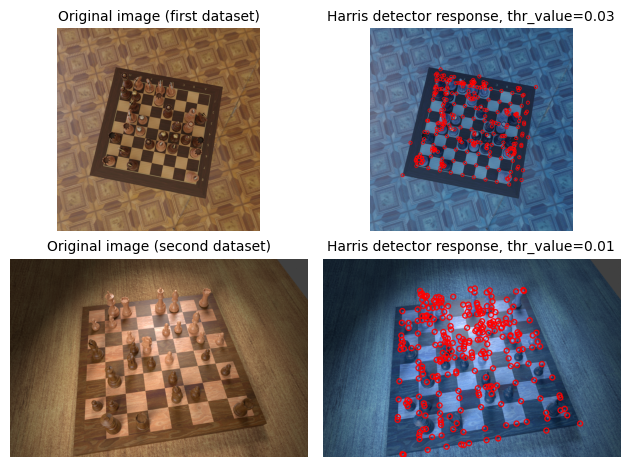 Original image (first dataset)
Harris detector response, thr_value=0.03
Original image (second dataset)
Harris detector response, thr_value=0.01